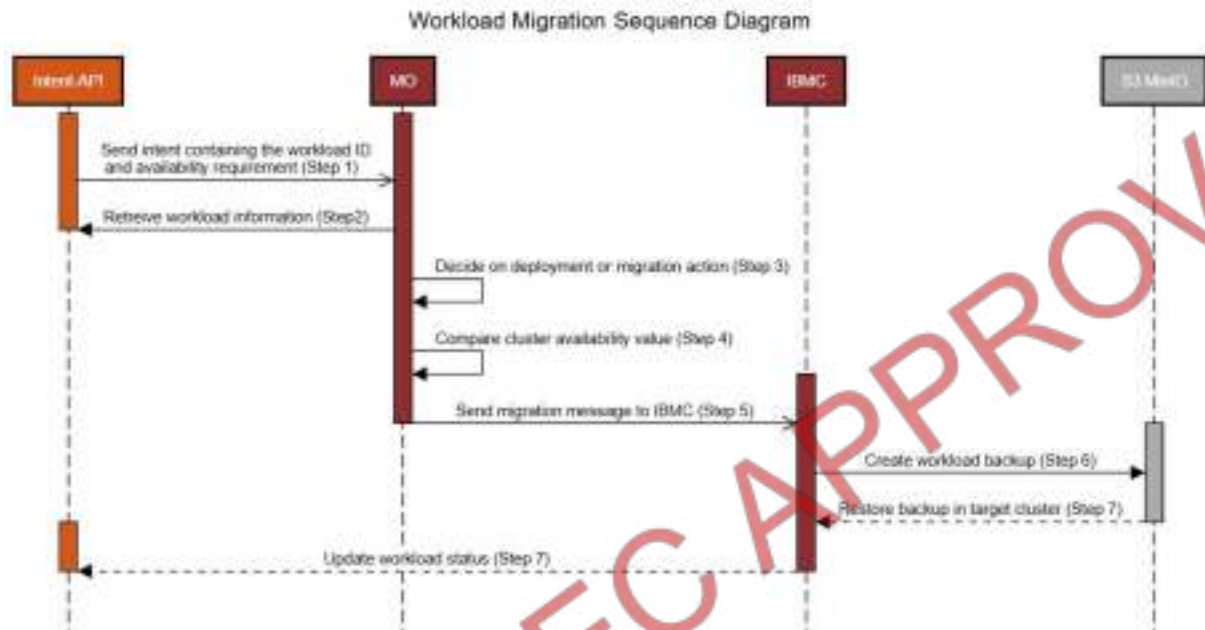 Workload Migration Sequence Diagram
Intent-API
MO
IBMC
S3 MinIO
Send intent containing the workload ID
and availability requirement (Step 1)
Retreive workload information (Step2)
Decide on deployment or migration action (Step 3)
Compare cluster availability value (Step 4)
Send migration message to IBMC (Step 5)
Create workload backup (Step 6)
Restore backup in target cluster (Step 7)
Update workload status (Step 7)
EC APPROV